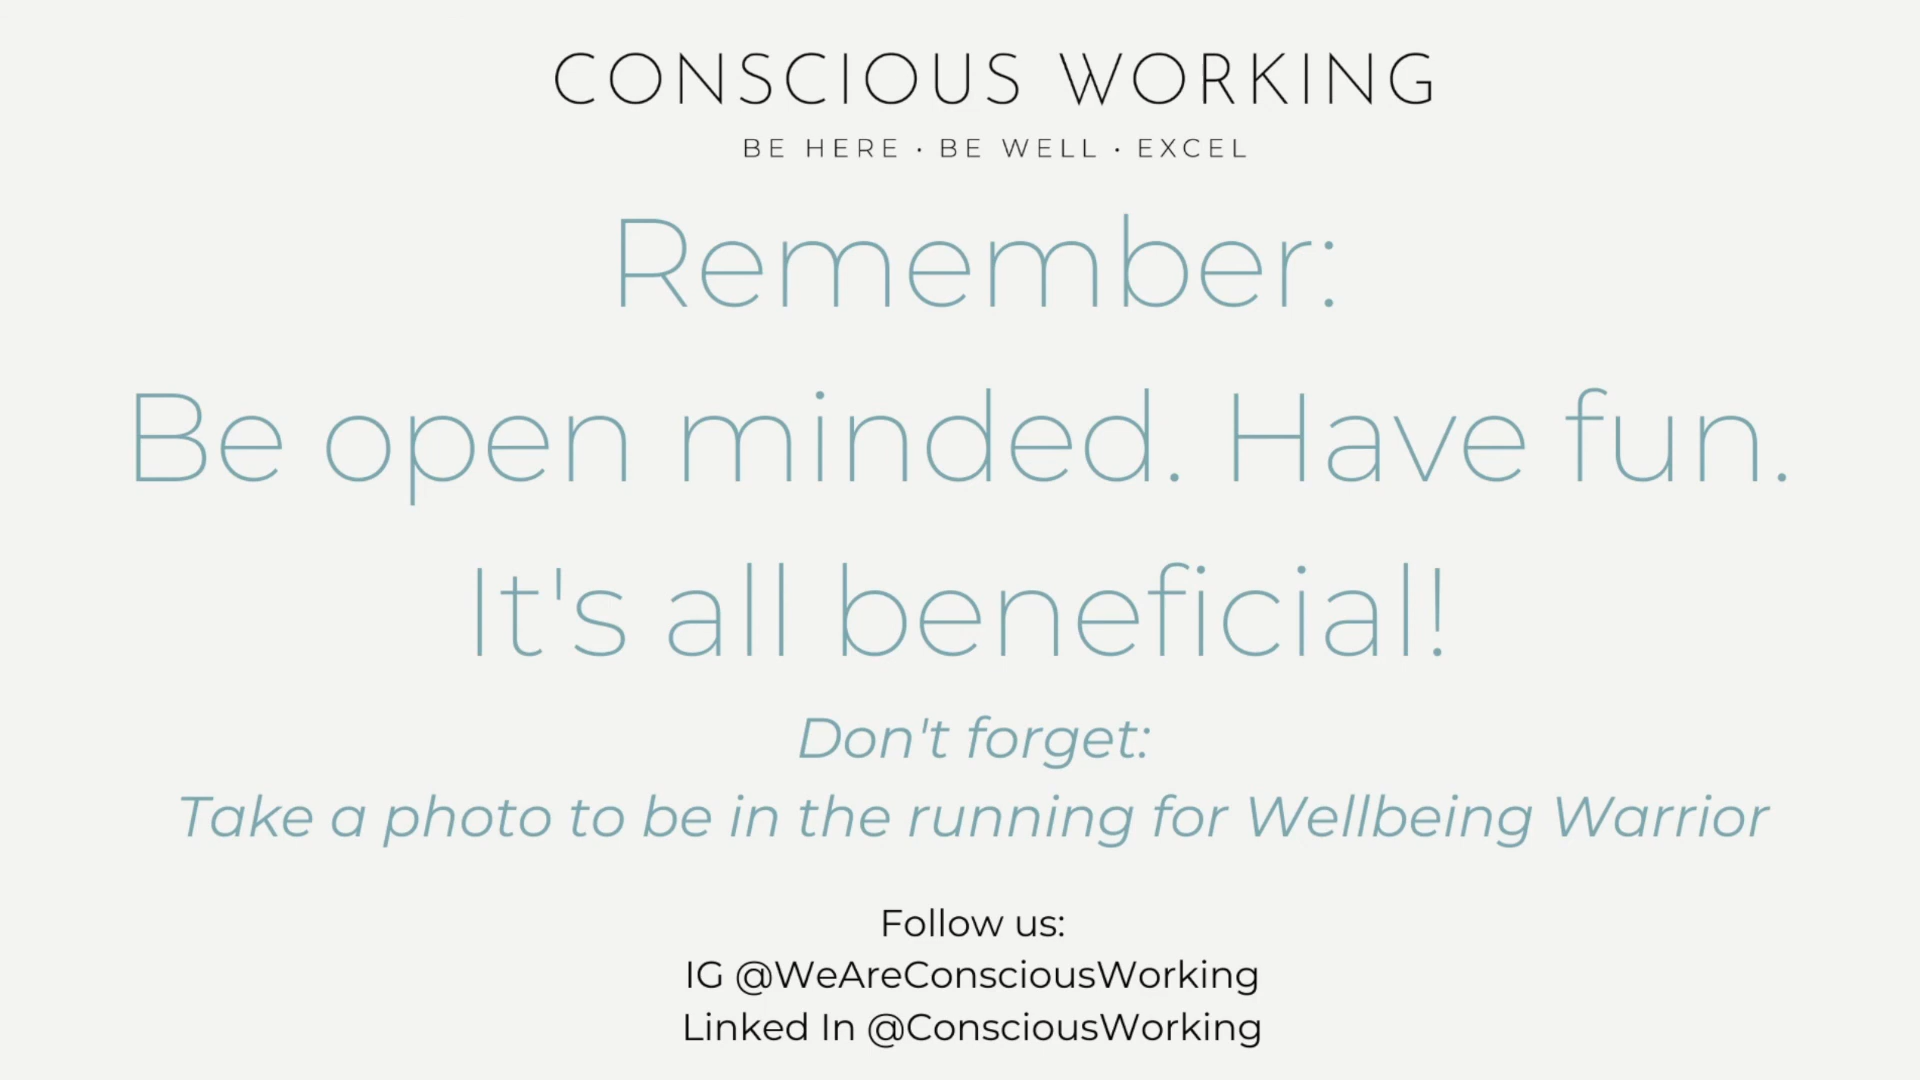 CONSCIOUS WORKING
BE HERE · BE WELL · EXCEL
Remember:
Be open minded. Have fun.
It's all beneficial!
Don't forget:
Take a photo to be in the running for Wellbeing Warrior
Follow us:
IG @WeAreConsciousWorking
Linked In @ConsciousWorking